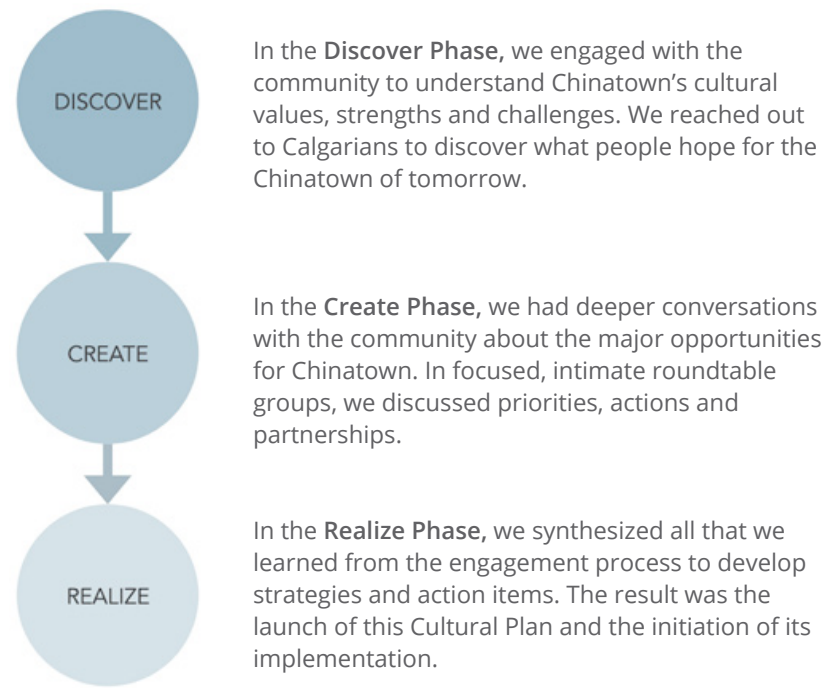 DISCOVER
In the Discover Phase, we engaged with the
community to understand Chinatown’s cultural
values, strengths and challenges. We reached out
to Calgarians to discover what people hope for the
Chinatown of tomorrow.
CREATE
In the Create Phase, we had deeper conversations
with the community about the major opportunities
for Chinatown. In focused, intimate roundtable
groups, we discussed priorities, actions and
partnerships.
REALIZE
In the Realize Phase, we synthesized all that we
learned from the engagement process to develop
strategies and action items. The result was the
launch of this Cultural Plan and the initiation of its
implementation.